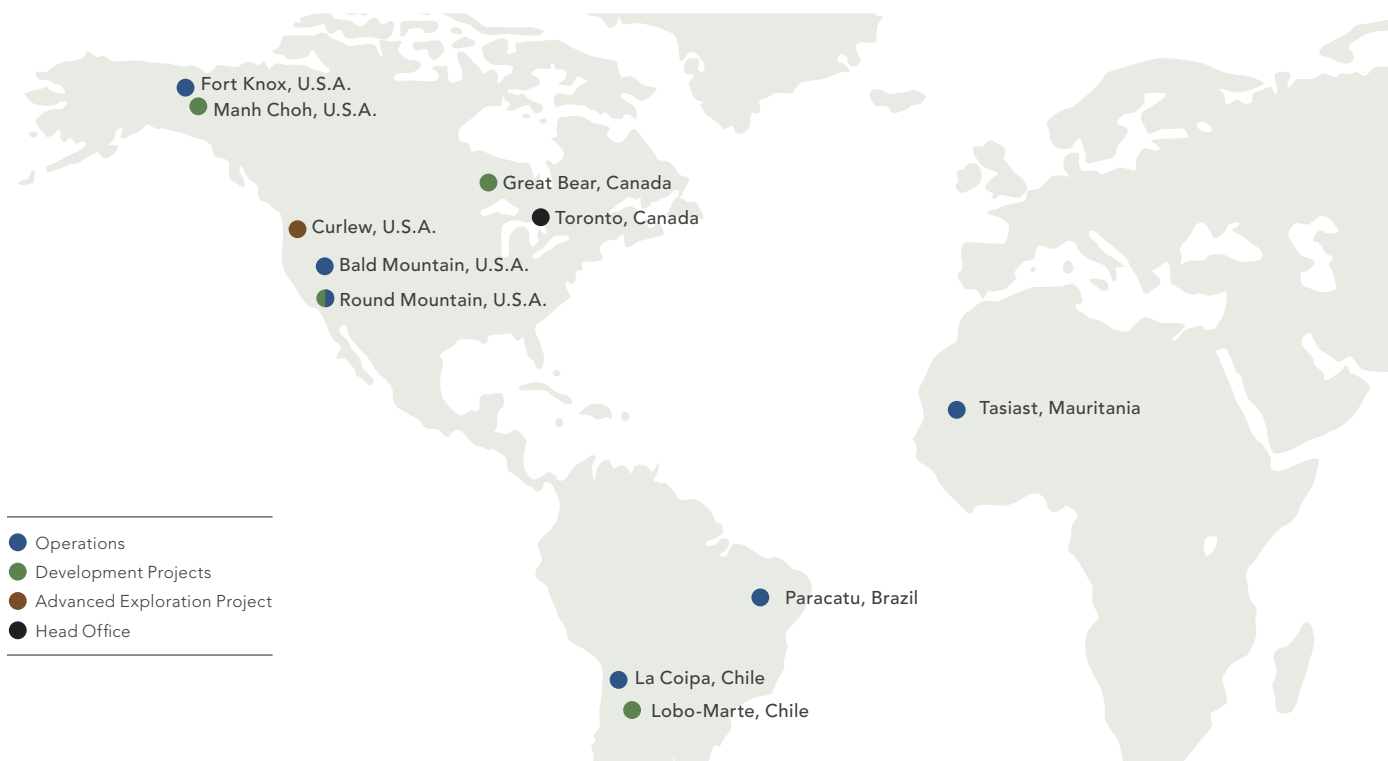 Fort Knox, U.S.A.
Manh Choh, U.S.A.
Great Bear, Canada
Toronto, Canada
Curlew, U.S.A.
Bald Mountain, U.S.A.
Round Mountain, U.S.A.
Tasiast, Mauritania
Operations
Development Projects
Advanced Exploration Project
Head Office
Paracatu, Brazil
La Coipa, Chile
Lobo-Marte, Chile